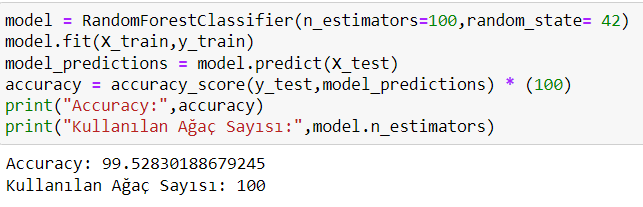 model = RandomForestClassifier(n_estimators=100,random_state= 42)
model.fit(X_train,y_train)
model_predictions = model.predict(X_test)
accuracy = accuracy_score(y_test,model_predictions) * (100)
print("Accuracy:",accuracy)
print("Kullanılan Ağaç Sayısı:",model.n_estimators)
Accuracy: 99.52830188679245
Kullanılan Ağaç Sayısı: 100